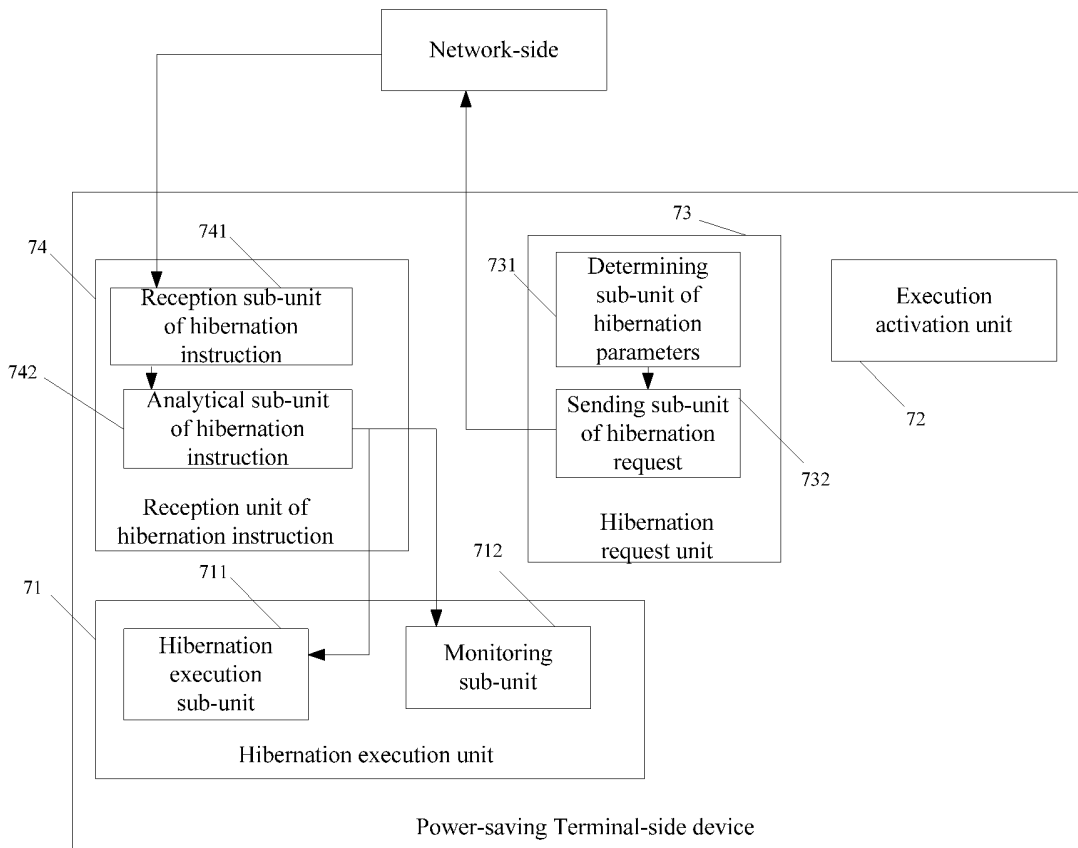 Network-side
74
741
Reception sub-unit
of hibernation
instruction
742
Analytical sub-unit
of hibernation
instruction
Reception unit of
hibernation instruction
73
731
Determining
sub-unit of
hibernation
parameters
Sending sub-unit
of hibernation
request
732
Hibernation
request unit
Execution
activation unit
72
71
711
Hibernation
execution
sub-unit
712
Monitoring
sub-unit
Hibernation execution unit
Power-saving Terminal-side device